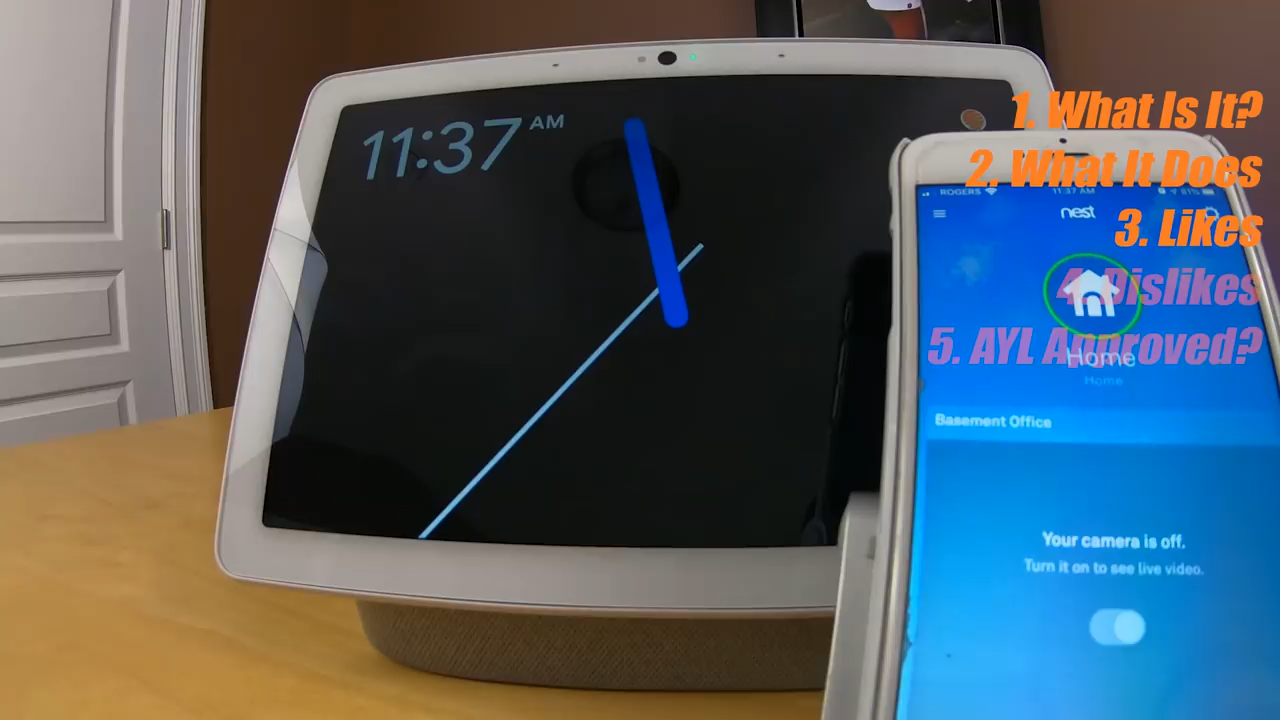 11:37 AM
1. What Is It?
2. What It Does
3. Likes
4. Dislikes
5. AYL Approved?
ROGERS 11:37 AM 81%
nest
Home
Home
Basement Office
Your camera is off.
Turn it on to see live video.